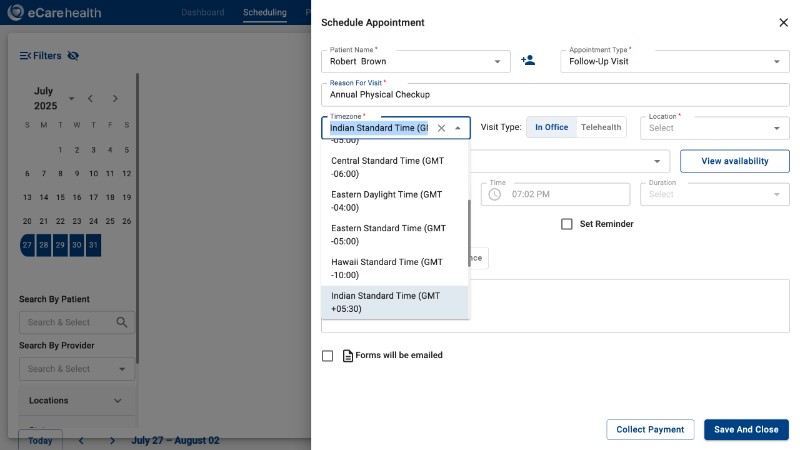 eCarehealth
Dashboard
Scheduling
Schedule Appointment
Filters
July
2025
S M T W T F S
1 2 3 4 5
6 7 8 9 10 11 12
13 14 15 16 17 18 19
20 21 22 23 24 25 26
27 28 29 30 31
Search By Patient
Search & Select
Search By Provider
Search & Select
Locations
Today
July 27 – August 02
Patient Name *
Robert Brown
Appointment Type *
Follow-Up Visit
Reason For Visit *
Annual Physical Checkup
Timezone *
Indian Standard Time (G
Visit Type:
In Office
Telehealth
Location *
Select
-05:00)
Central Standard Time (GMT
-06:00)
Eastern Daylight Time (GMT
-04:00)
Eastern Standard Time (GMT
-05:00)
Hawaii Standard Time (GMT
-10:00)
Indian Standard Time (GMT
+05:30)
View availability
Time
07:02 PM
Duration
Select
Set Reminder
nce
Forms will be emailed
Collect Payment
Save And Close